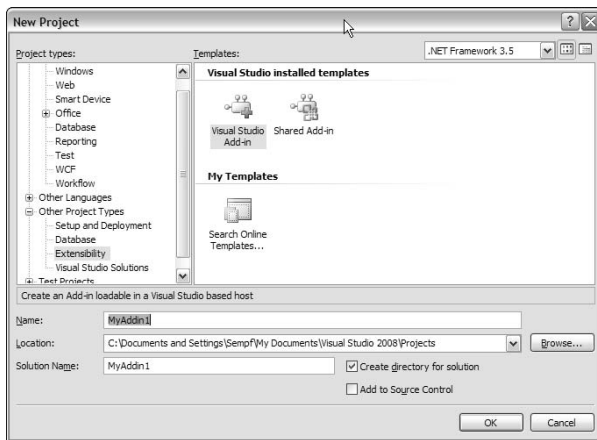 New Project
Project types:
Templates:
.NET Framework 3.5
Windows
Web
Smart Device
Office
Database
Reporting
Test
WCF
Workflow
Other Languages
Other Project Types
Setup and Deployment
Database
Extensibility
Visual Studio Solutions
Test Projects
Visual Studio installed templates
Visual Studio
Add-in
Shared Add-in
My Templates
Search Online
Templates...
Create an Add-in loadable in a Visual Studio based host
Name:
MyAddin1
Location:
C:\Documents and Settings\Sempf\My Documents\Visual Studio 2008\Projects
Browse...
Solution Name:
MyAddin1
Create directory for solution
Add to Source Control
OK
Cancel